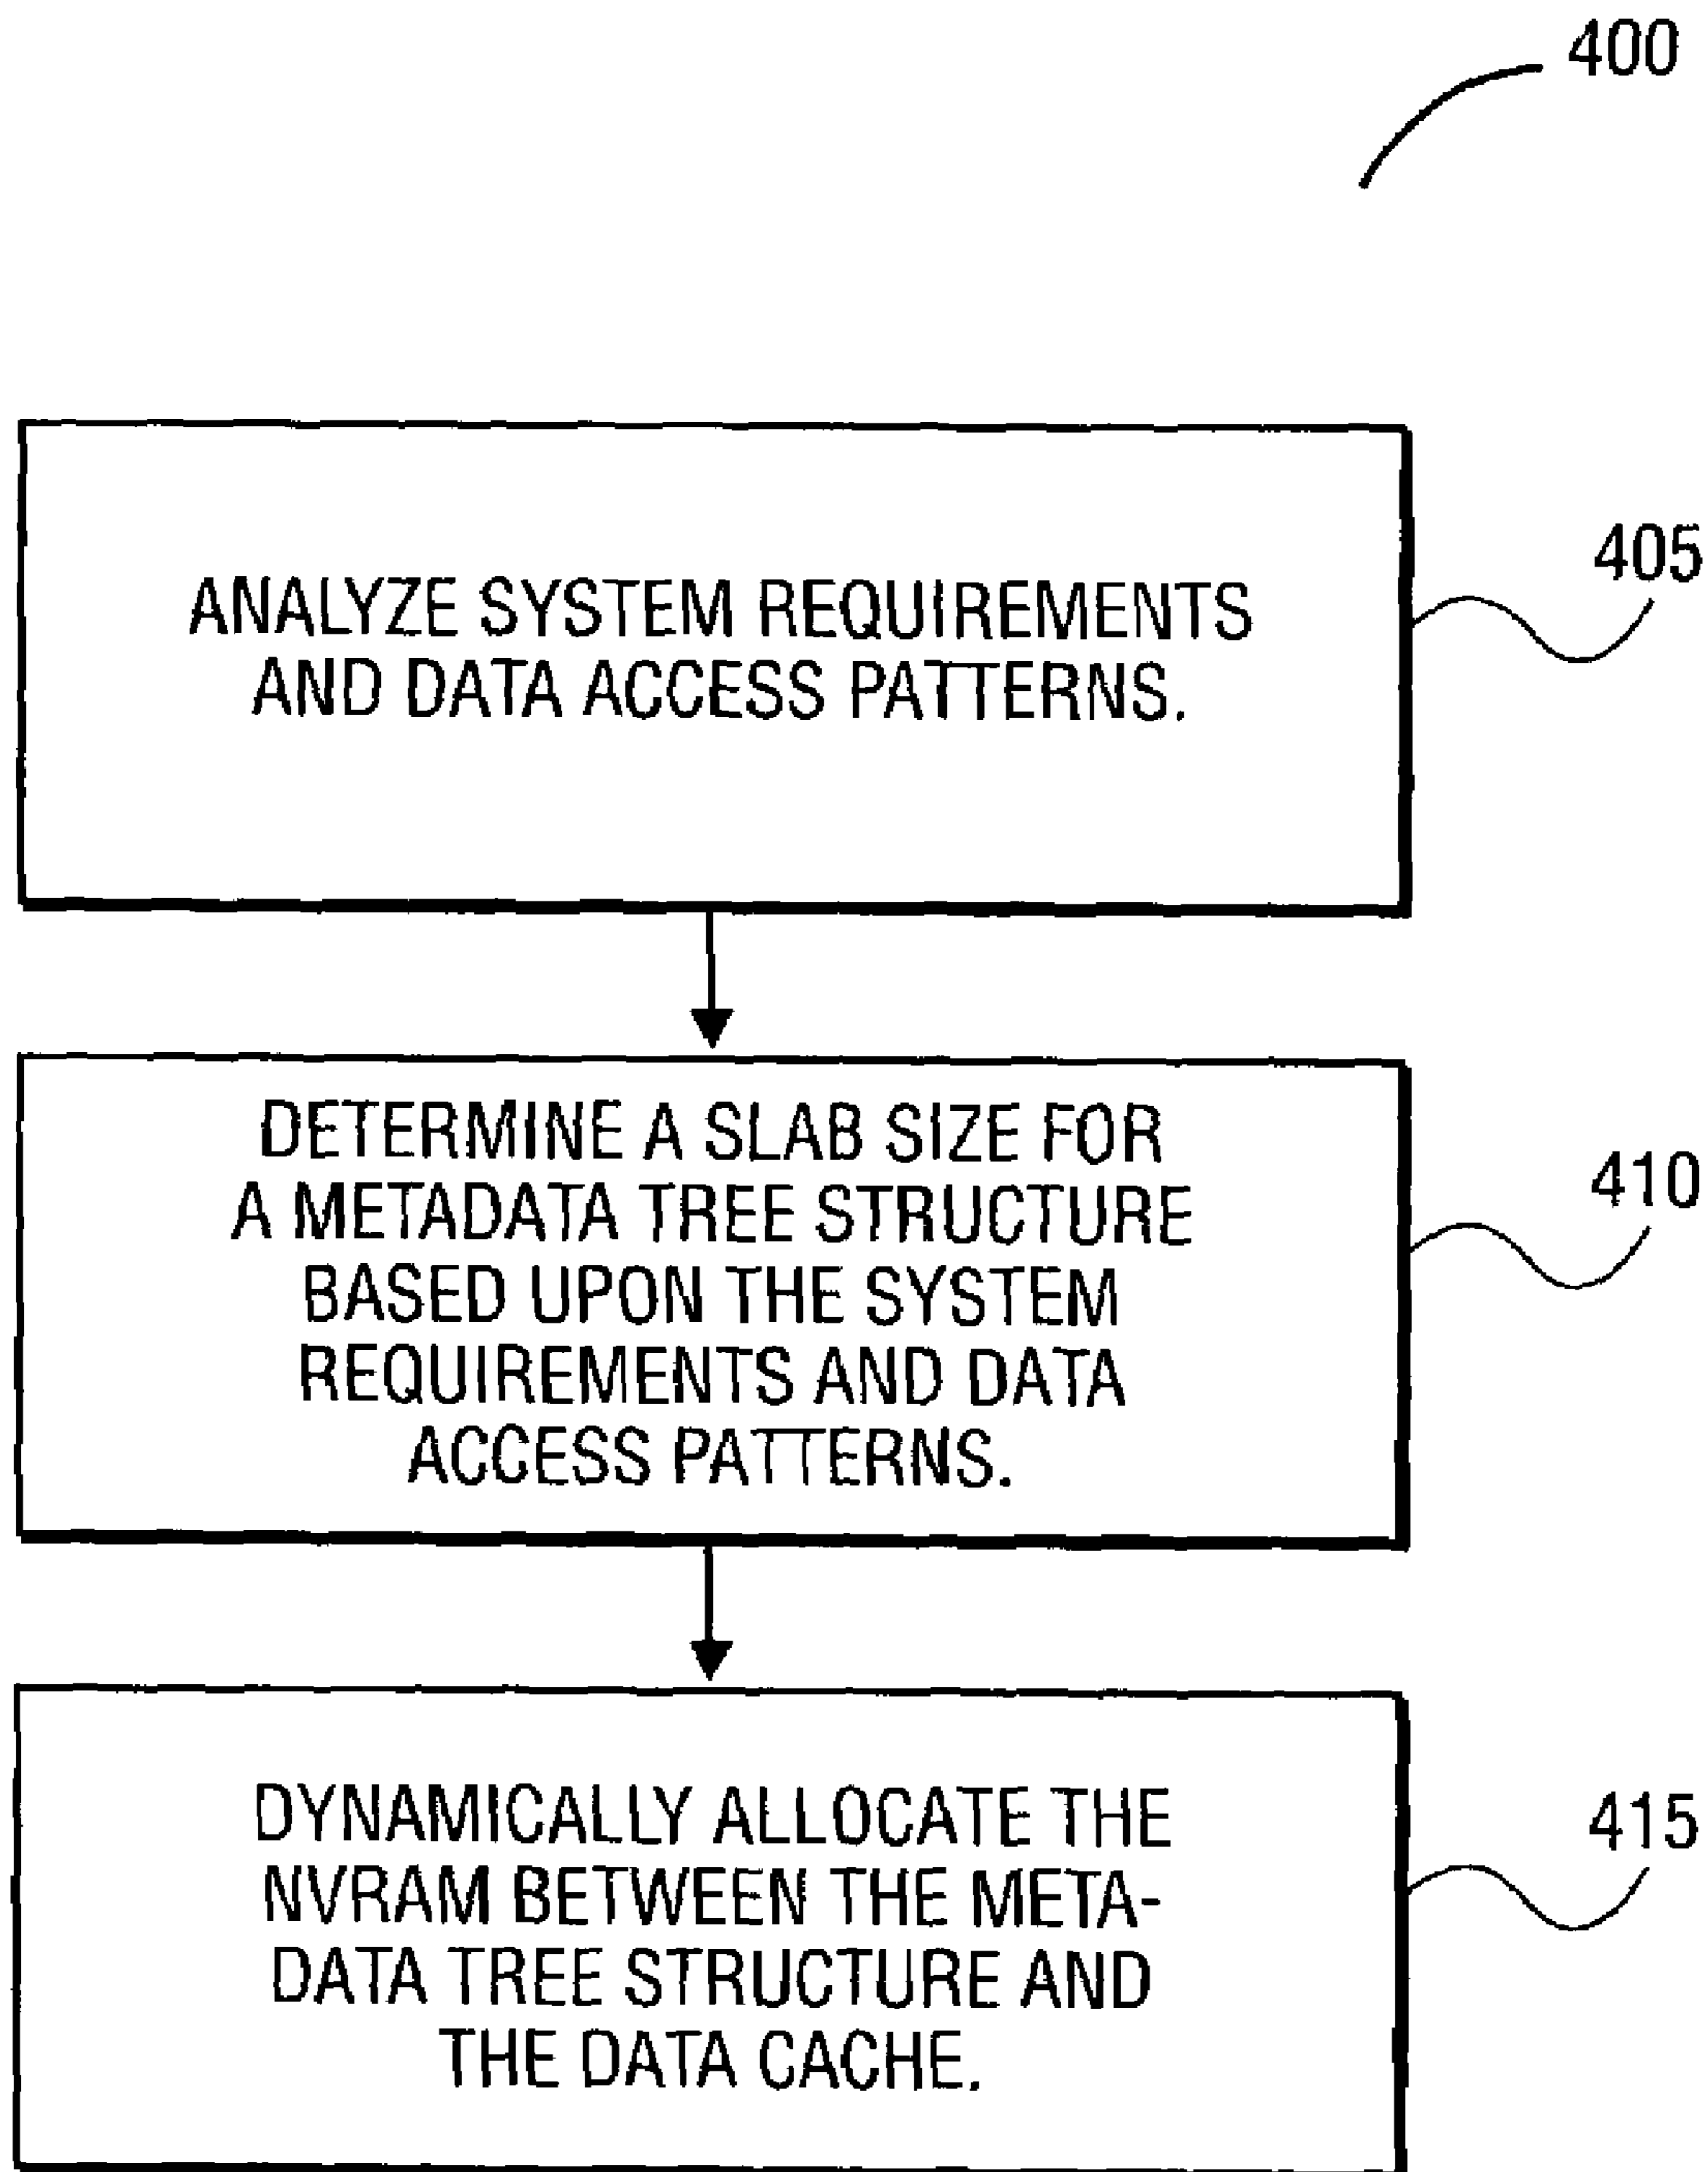 400
ANALYZE SYSTEM REQUIREMENTS
AND DATA ACCESS PATTERNS.
405
DETERMINE A SLAB SIZE FOR
A METADATA TREE STRUCTURE
BASED UPON THE SYSTEM
REQUIREMENTS AND DATA
ACCESS PATTERNS.
410
DYNAMICALLY ALLOCATE THE
NVRAM BETWEEN THE META-
DATA TREE STRUCTURE AND
THE DATA CACHE.
415